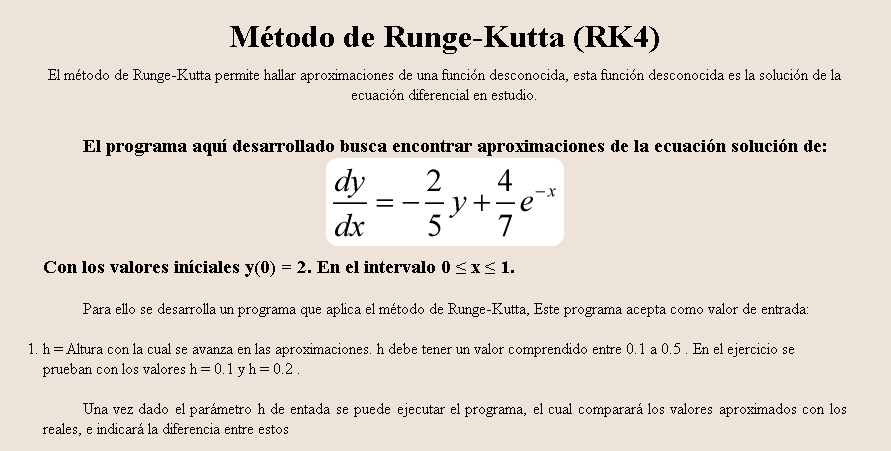 Método de Runge-Kutta (RK4)
El método de Runge-Kutta permite hallar aproximaciones de una función desconocida, esta función desconocida es la solución de la
ecuación diferencial en estudio.
El programa aquí desarrollado busca encontrar aproximaciones de la ecuación solución de:
dy/dx = -2/5 y + 4/7 e^-x
Con los valores iníciales y(0) = 2. En el intervalo 0 ≤ x ≤ 1.
Para ello se desarrolla un programa que aplica el método de Runge-Kutta, Este programa acepta como valor de entrada:
1. h = Altura con la cual se avanza en las aproximaciones. h debe tener un valor comprendido entre 0.1 a 0.5 . En el ejercicio se
prueban con los valores h = 0.1 y h = 0.2 .
Una vez dado el parámetro h de entada se puede ejecutar el programa, el cual comparará los valores aproximados con los
reales, e indicará la diferencia entre estos